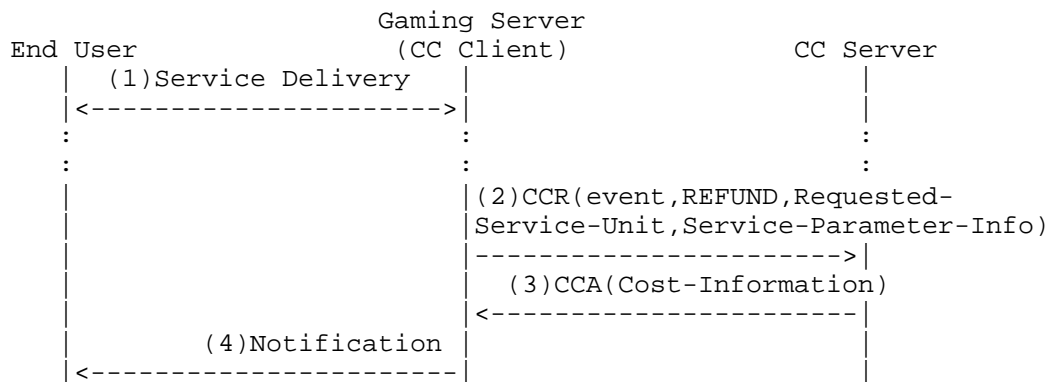 Gaming Server
End User (CC Client) CC Server
(1)Service Delivery
(2)CCR(event,REFUND,Requested-
Service-Unit,Service-Parameter-Info)
(3)CCA(Cost-Information)
(4)Notification